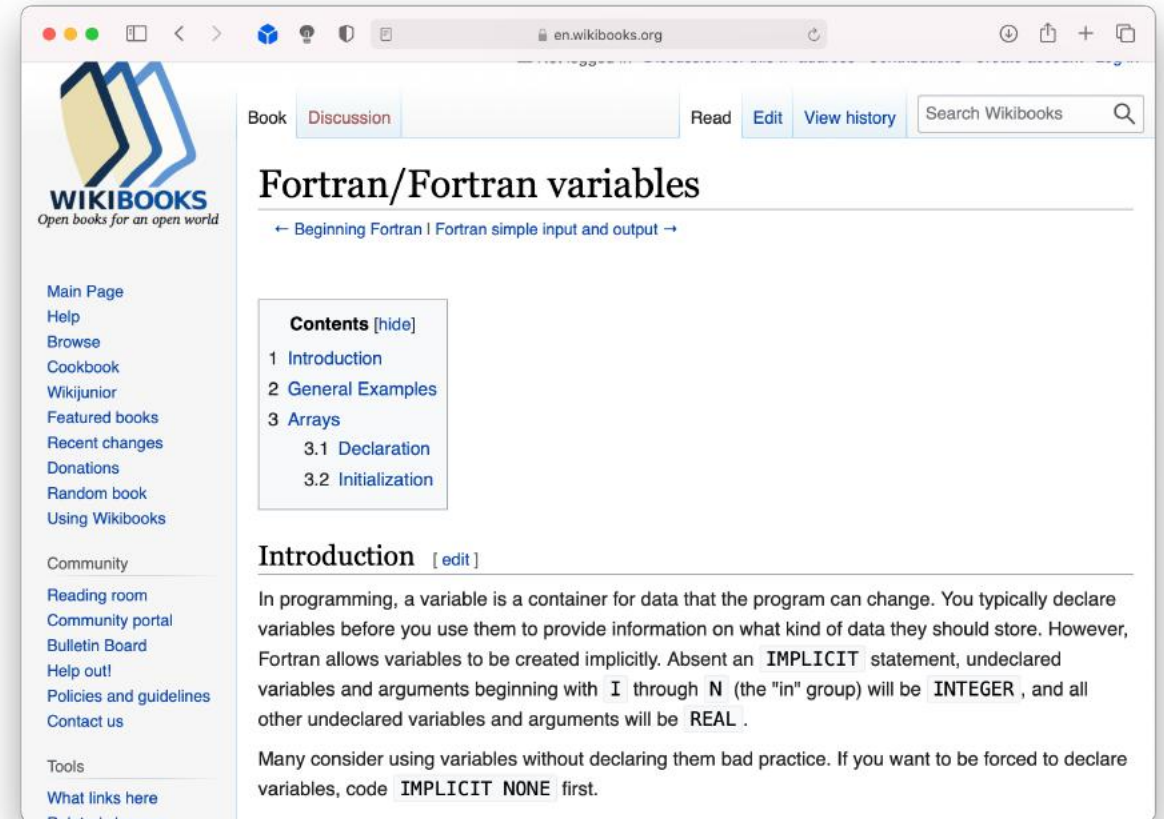 en.wikibooks.org
WIKIBOOKS
Open books for an open world
Book Discussion Read Edit View history Search Wikibooks
Fortran/Fortran variables
← Beginning Fortran | Fortran simple input and output →
Main Page
Help
Browse
Cookbook
Wikijunior
Featured books
Recent changes
Donations
Random book
Using Wikibooks
Community
Reading room
Community portal
Bulletin Board
Help out!
Policies and guidelines
Contact us
Tools
What links here
Contents [hide]
1 Introduction
2 General Examples
3 Arrays
3.1 Declaration
3.2 Initialization
Introduction [ edit ]
In programming, a variable is a container for data that the program can change. You typically declare
variables before you use them to provide information on what kind of data they should store. However,
Fortran allows variables to be created implicitly. Absent an IMPLICIT statement, undeclared
variables and arguments beginning with I through N (the "in" group) will be INTEGER , and all
other undeclared variables and arguments will be REAL .
Many consider using variables without declaring them bad practice. If you want to be forced to declare
variables, code IMPLICIT NONE first.